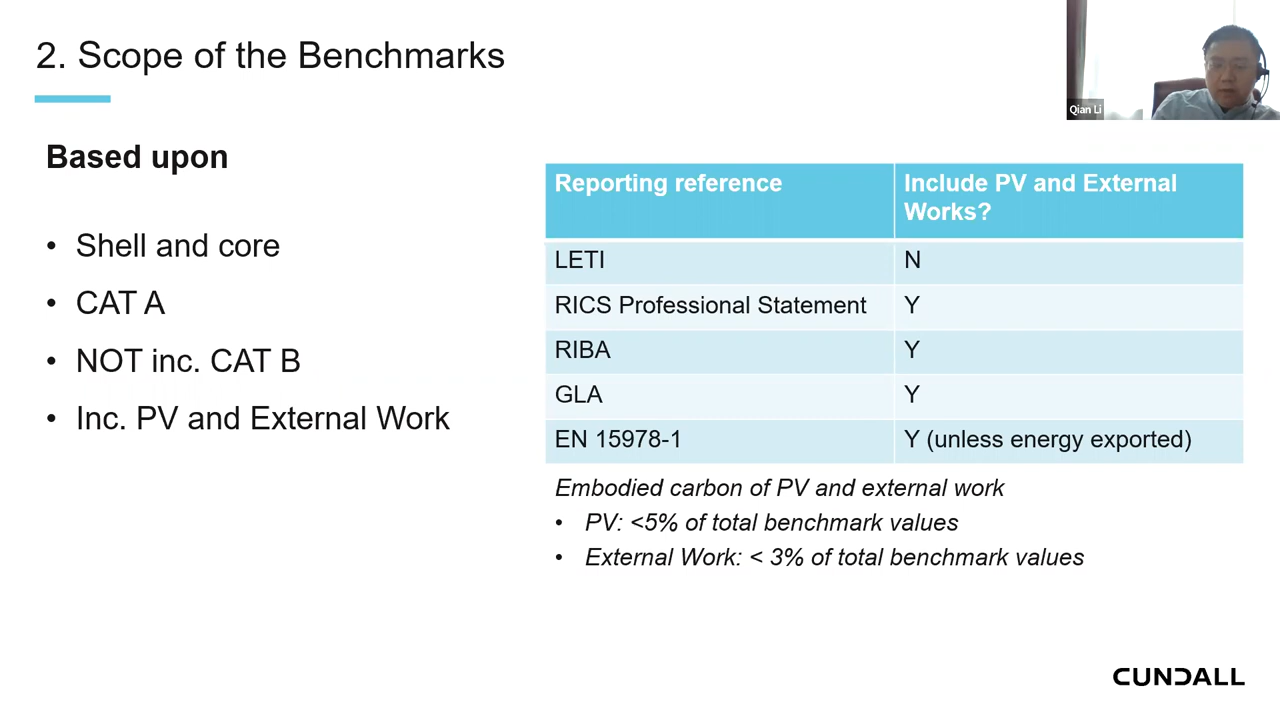 2. Scope of the Benchmarks
Qian Li
Based upon
• Shell and core
• CAT A
• NOT inc. CAT B
• Inc. PV and External Work
Reporting reference
Include PV and External
Works?
LETI
N
RICS Professional Statement
Y
RIBA
Y
GLA
Y
EN 15978-1
Y (unless energy exported)
Embodied carbon of PV and external work
• PV: <5% of total benchmark values
• External Work: < 3% of total benchmark values
CUNDALL